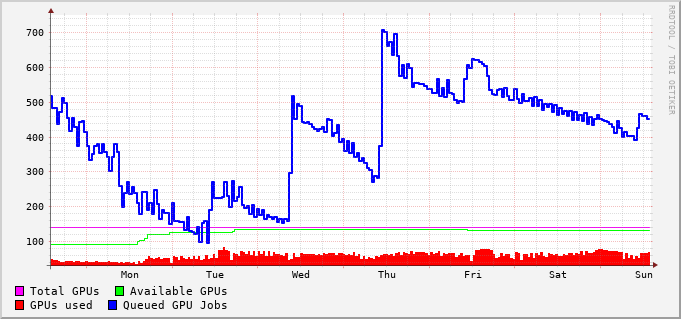 700
600
500
400
300
200
100
Mon Tue Wed Thu Fri Sat Sun
Total GPUs Available GPUs
GPUs used Queued GPU Jobs
RRDTOOL / TOBI OETIKER